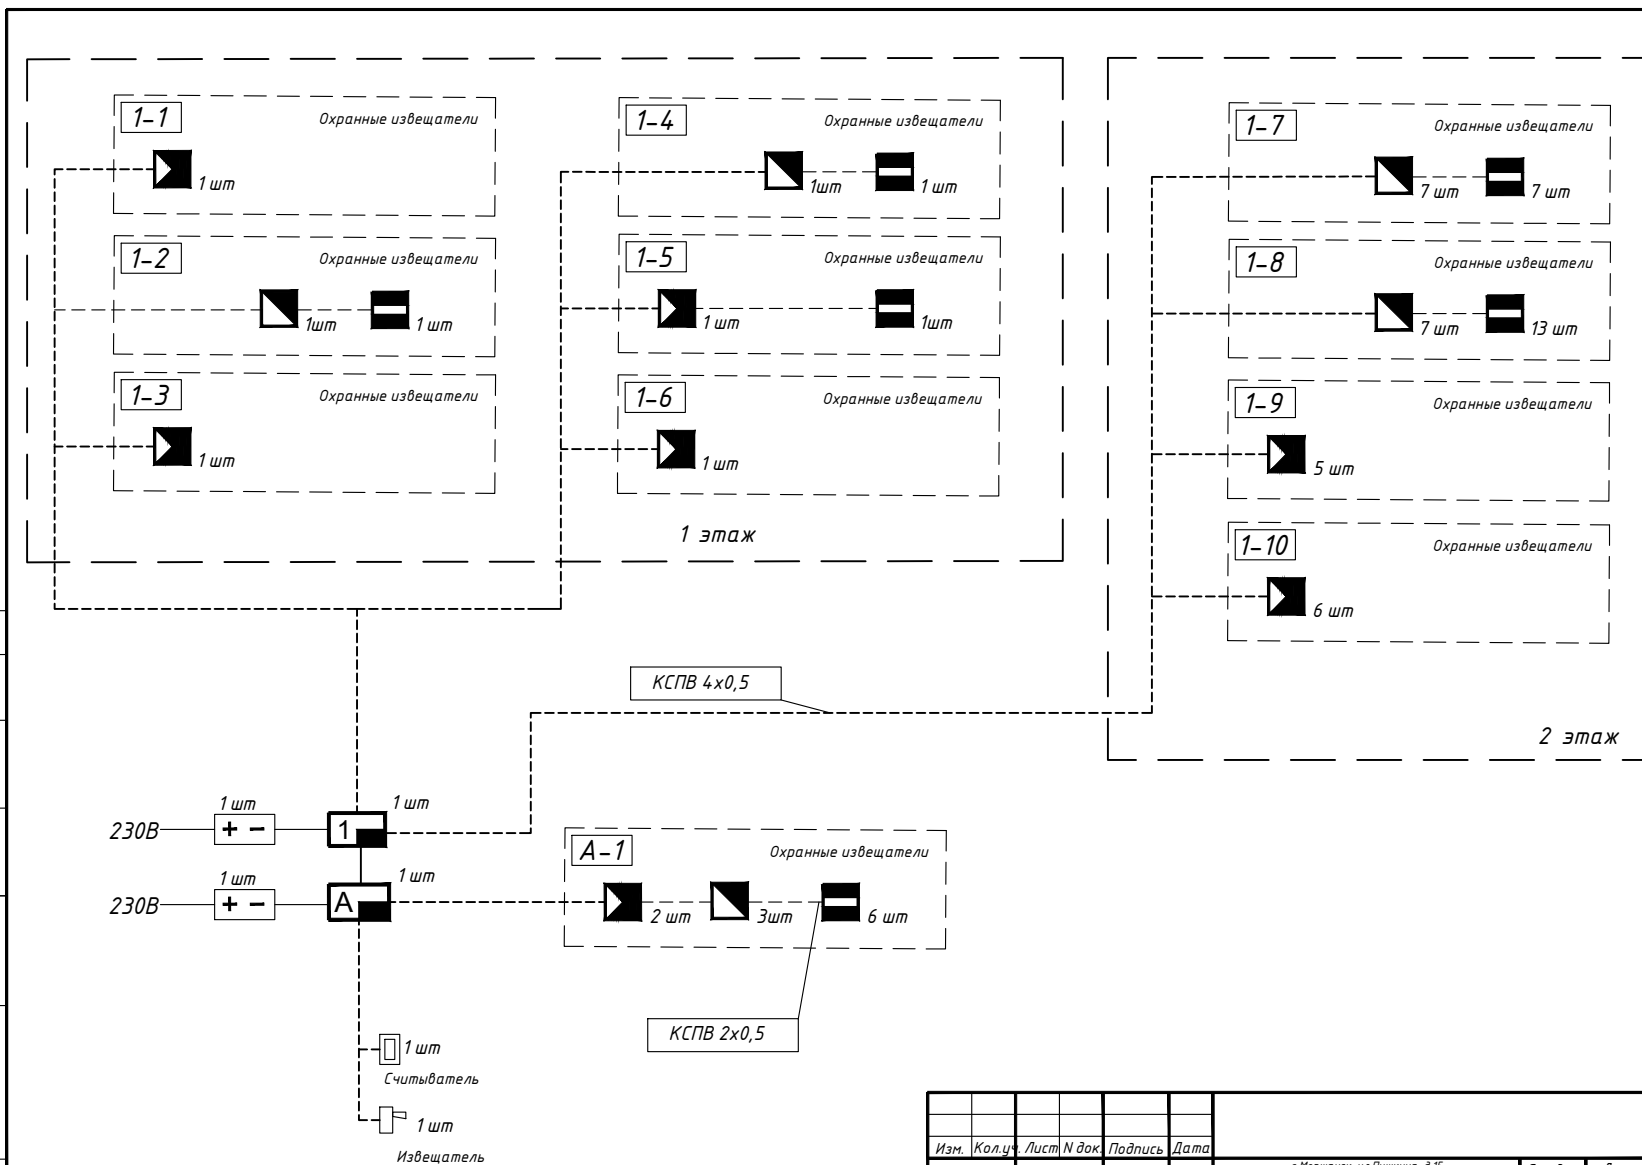 1-1
Охранные извещатели
1 шт
1-2
Охранные извещатели
1шт
1 шт
1-3
Охранные извещатели
1 шт
1-4
Охранные извещатели
1шт
1 шт
1-5
Охранные извещатели
1 шт
1шт
1-6
Охранные извещатели
1 шт
1 этаж
1-7
Охранные извещатели
7 шт
7 шт
1-8
Охранные извещатели
7 шт
13 шт
1-9
Охранные извещатели
5 шт
1-10
Охранные извещатели
6 шт
2 этаж
КСПВ 4х0,5
230В
1 шт
+ -
1
1 шт
230В
1 шт
+ -
А
1 шт
А-1
Охранные извещатели
2 шт
3шт
6 шт
КСПВ 2х0,5
1 шт
Считыватель
1 шт
Извещатель
Изм. Кол.уч. Лист N док. Подпись Дата